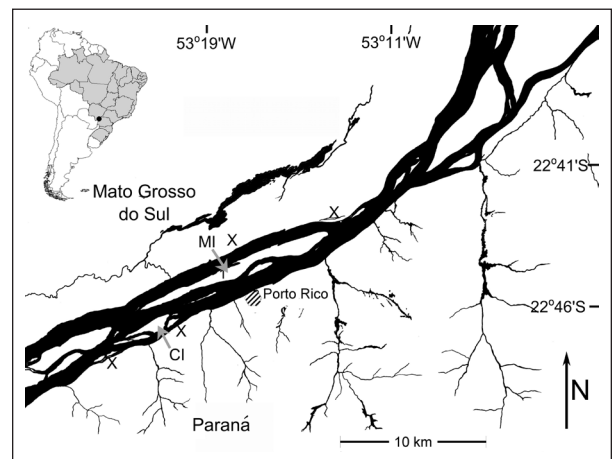 53°19'W
53°11'W
22°41'S
Mato Grosso
do Sul
X
MI
X
Porto Rico
22°46'S
X
CI
X
Paraná
N
10 km